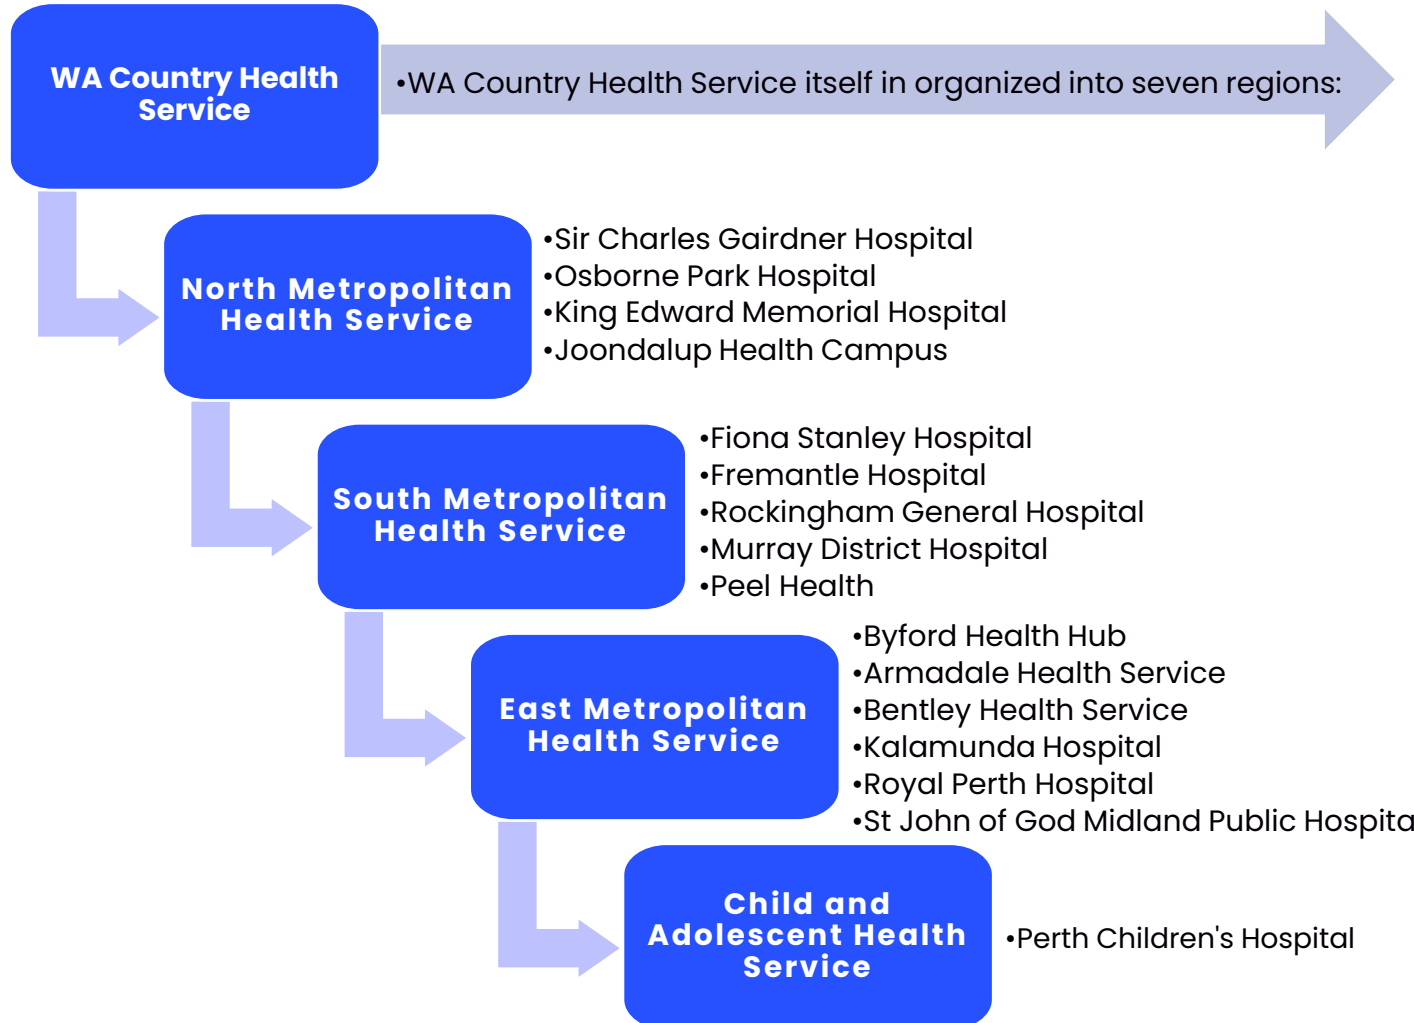 WA Country Health
Service
•WA Country Health Service itself in organized into seven regions:
North Metropolitan
Health Service
•Sir Charles Gairdner Hospital
•Osborne Park Hospital
•King Edward Memorial Hospital
•Joondalup Health Campus
South Metropolitan
Health Service
•Fiona Stanley Hospital
•Fremantle Hospital
•Rockingham General Hospital
•Murray District Hospital
•Peel Health
East Metropolitan
Health Service
•Byford Health Hub
•Armadale Health Service
•Bentley Health Service
•Kalamunda Hospital
•Royal Perth Hospital
•St John of God Midland Public Hospita
Child and
Adolescent Health
Service
•Perth Children's Hospital